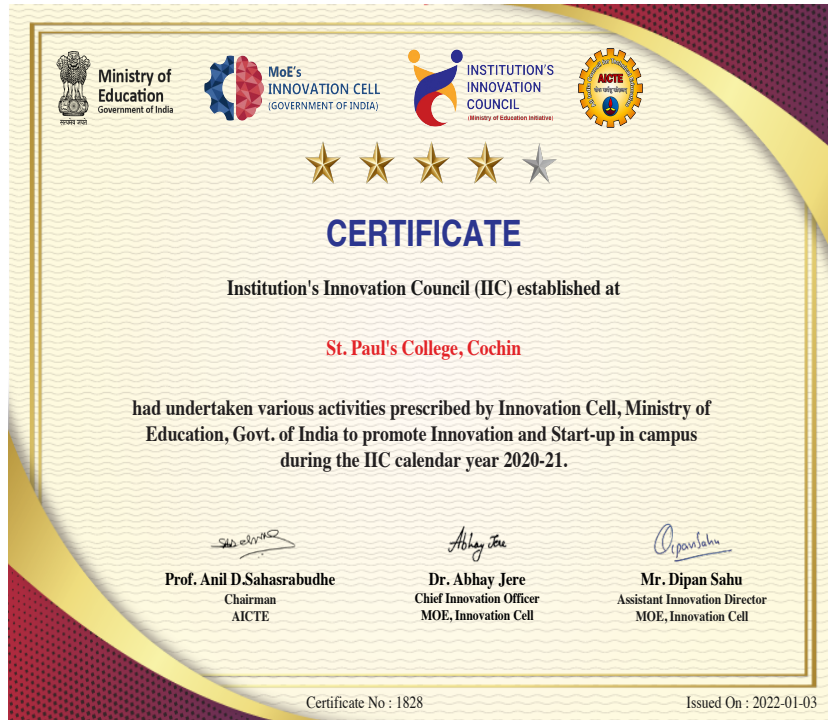 Ministry of
Education
Government of India
सत्यमेव जयते
MoE's
INNOVATION CELL
(GOVERNMENT OF INDIA)
INSTITUTION'S
INNOVATION
COUNCIL
(Ministry of Education Initiative)
AICTE
CERTIFICATE
Institution's Innovation Council (IIC) established at
St. Paul's College, Cochin
had undertaken various activities prescribed by Innovation Cell, Ministry of
Education, Govt. of India to promote Innovation and Start-up in campus
during the IIC calendar year 2020-21.
Abhay Jere
Dipan Sahu
Prof. Anil D.Sahasrabudhe
Chairman
AICTE
Dr. Abhay Jere
Chief Innovation Officer
MOE, Innovation Cell
Mr. Dipan Sahu
Assistant Innovation Director
MOE, Innovation Cell
Certificate No : 1828
Issued On : 2022-01-03